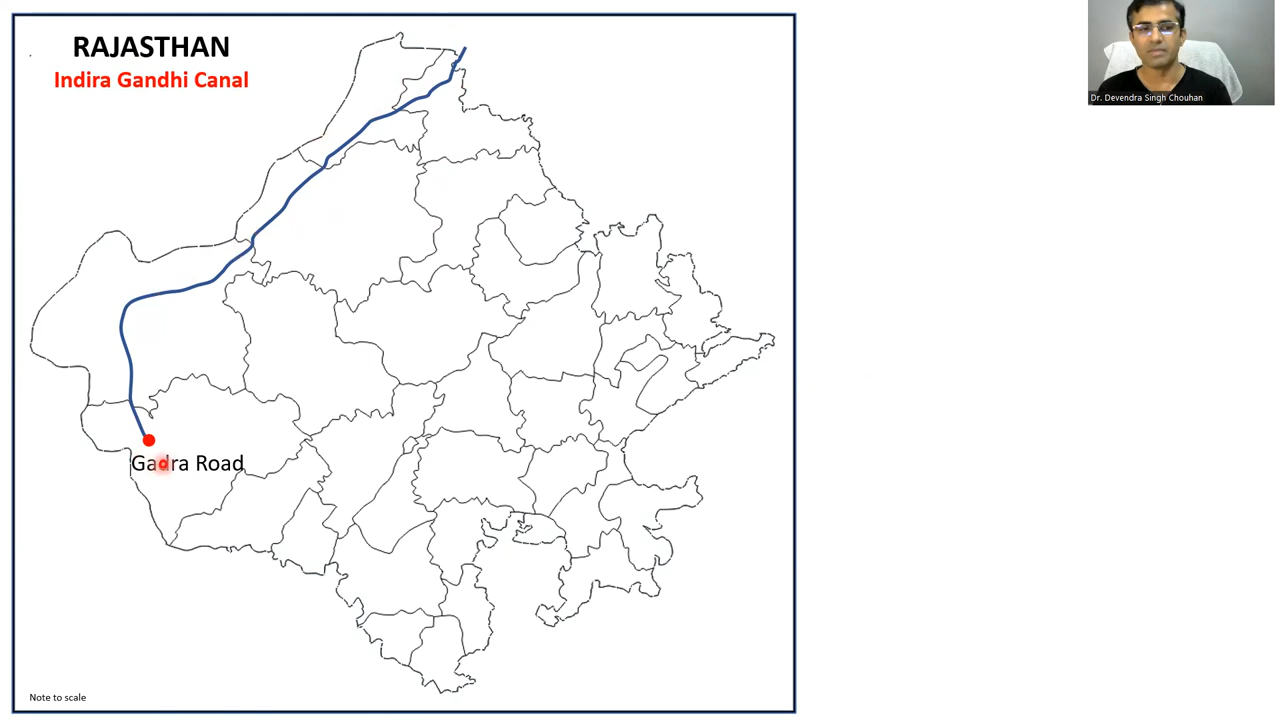 RAJASTHAN
Indira Gandhi Canal
Dr. Devendra Singh Chouhan
Gadra Road
Note to scale